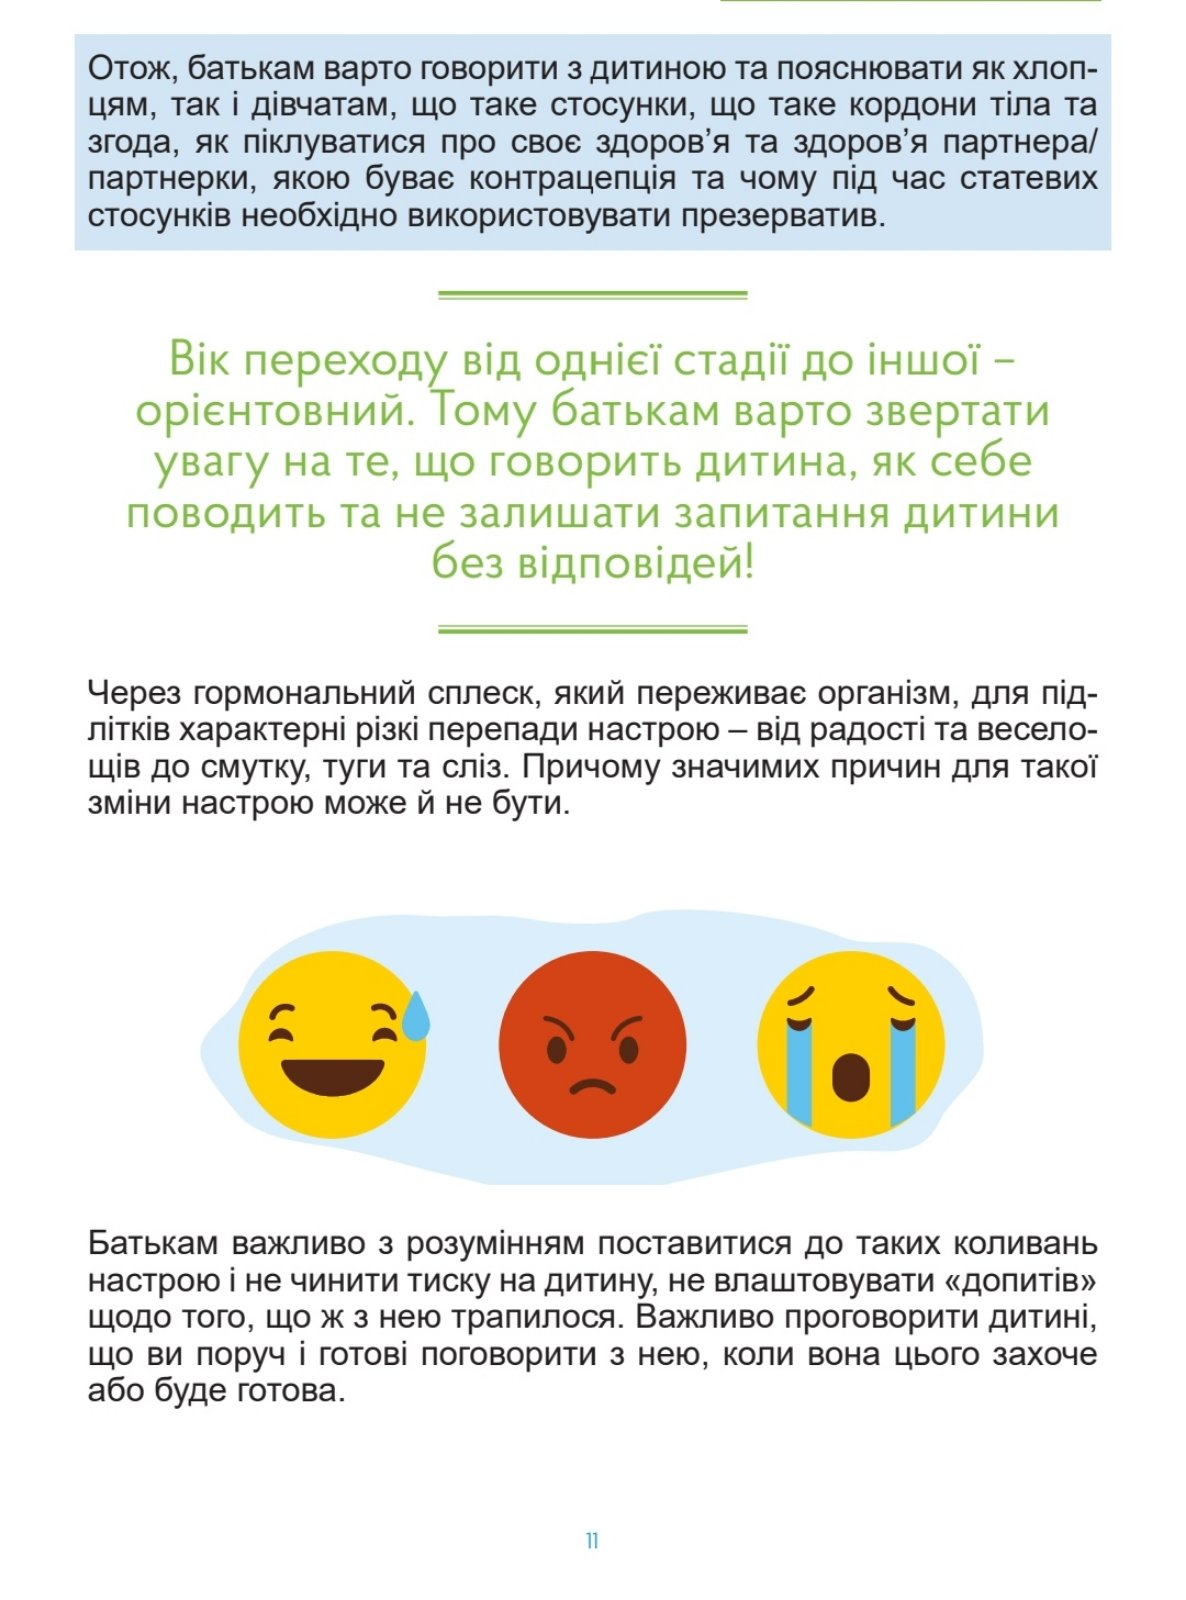 Отож, батькам варто говорити з дитиною та пояснювати як хлоп-
цям, так і дівчатам, що таке стосунки, що таке кордони тіла та
згода, як піклуватися про своє здоров’я та здоров’я партнера/
партнерки, якою буває контрацепція та чому під час статевих
стосунків необхідно використовувати презерватив.
Вік переходу від однієї стадії до іншої –
орієнтовний. Тому батькам варто звертати
увагу на те, що говорить дитина, як себе
поводить та не залишати запитання дитини
без відповідей!
Через гормональний сплеск, який переживає організм, для під-
літків характерні різкі перепади настрою – від радості та весело-
щів до смутку, туги та сліз. Причому значимих причин для такої
зміни настрою може й не бути.
Батькам важливо з розумінням поставитися до таких коливань
настрою і не чинити тиску на дитину, не влаштовувати «допитів»
щодо того, що ж з нею трапилося. Важливо проговорити дитині,
що ви поруч і готові поговорити з нею, коли вона цього захоче
або буде готова.
11